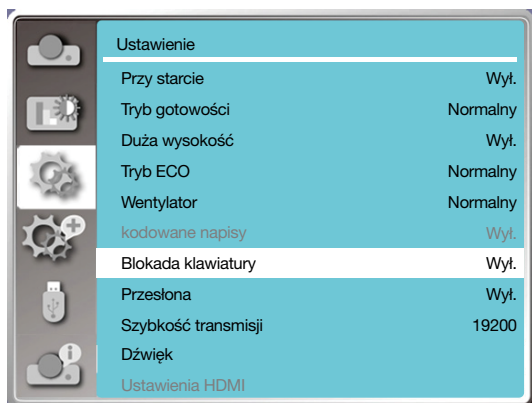 Ustawienie
Przy starcie Wył.
Tryb gotowości Normalny
Duża wysokość Wył.
Tryb ECO Normalny
Wentylator Normalny
kodowane napisy Wył.
Blokada klawiatury Wył.
Przesłona Wył.
Szybkość transmisji 19200
Dźwięk
Ustawienia HDMI